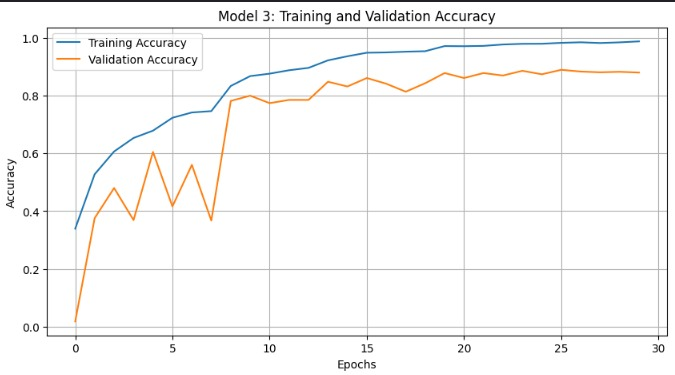 Model 3: Training and Validation Accuracy
Training Accuracy
Validation Accuracy
Accuracy
1.0
0.8
0.6
0.4
0.2
0.0
0 5 10 15 20 25 30
Epochs